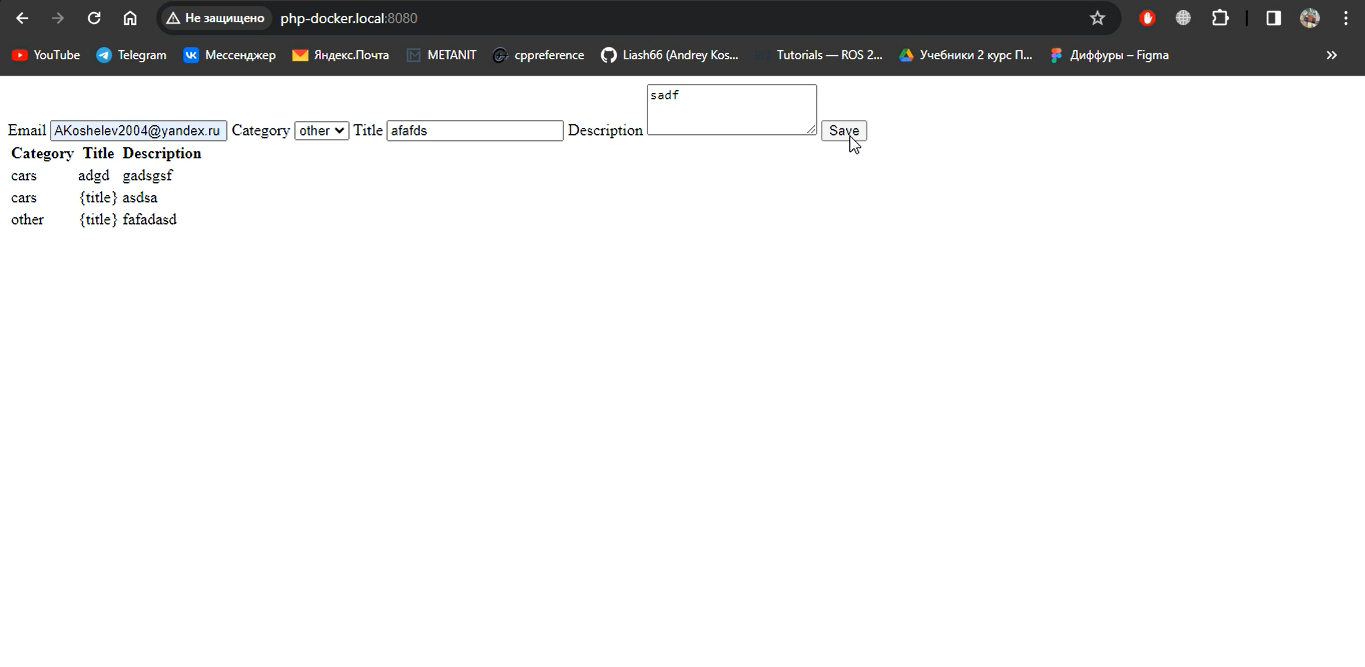 Не защищено php-docker.local:8080
YouTube Telegram Мессенджер Яндекс.Почта METANIT cppreference Liash66 (Andrey Kos... Tutorials — ROS 2... Учебники 2 курс П... Диффуры – Figma »
sadf
Email AKoshelev2004@yandex.ru Category other Title afafds Description Save
Category Title Description
cars adgd gadsgsf
cars {title} asdsa
other {title} fafadasd